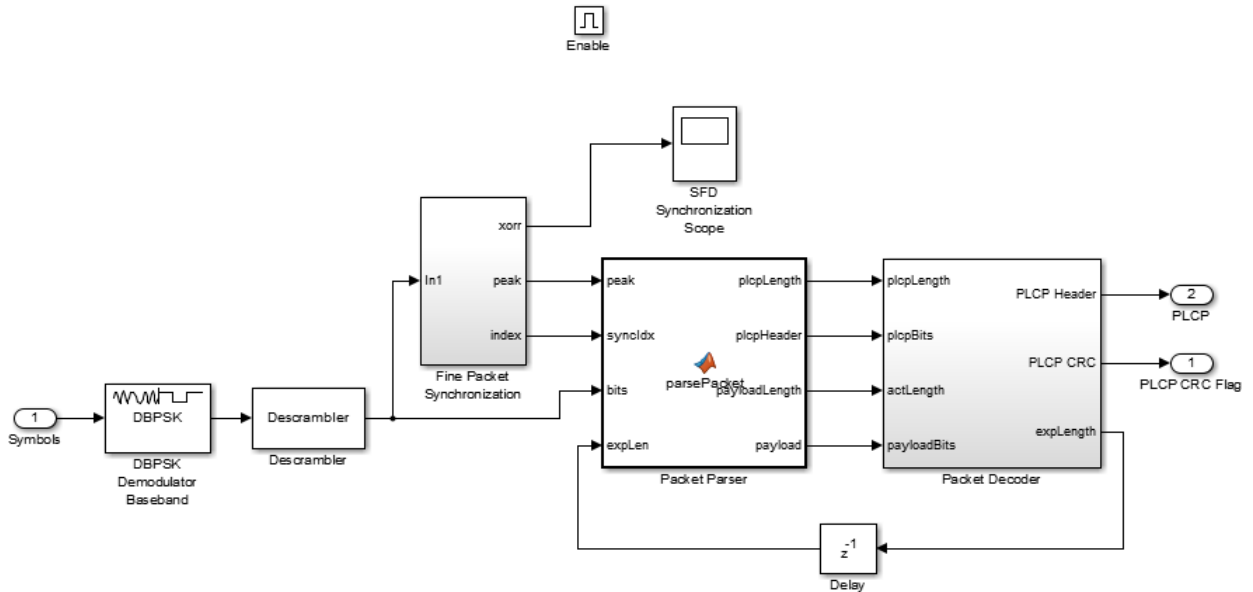 Enable
SFD
Synchronization
Scope
xorr
In1
peak
index
Fine Packet
Synchronization
peak
syncIdx
bits
expLen
parsePacket
plcpLength
plcpHeader
payloadLength
payload
Packet Parser
plcpLength
plcpBits
actLength
payloadBits
PLCP Header
PLCP CRC
expLength
Packet Decoder
2
PLCP
1
PLCP CRC Flag
1
Symbols
DBPSK
DBPSK
Demodulator
Baseband
Descrambler
Descrambler
z-1
Delay